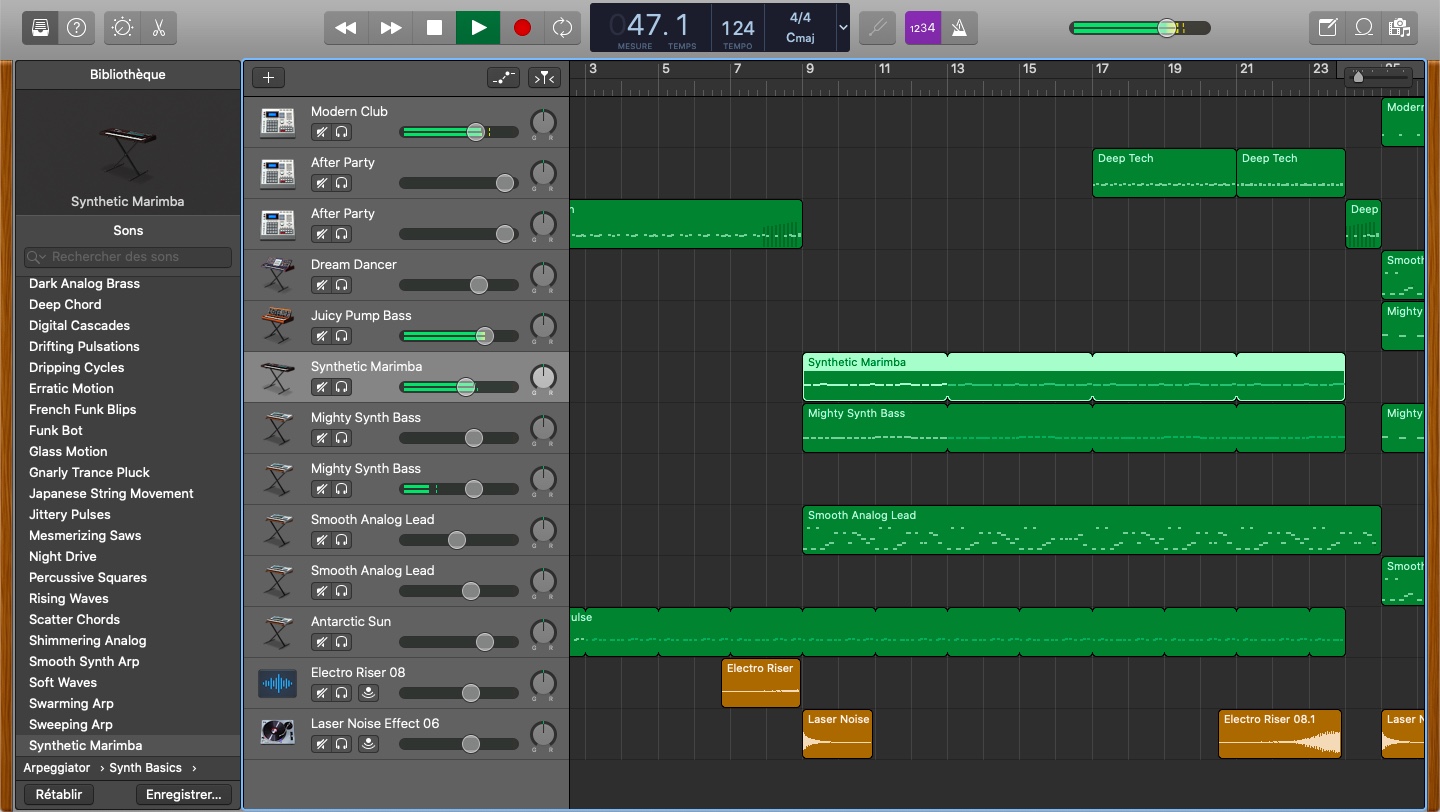 1234
047.1
MESURE TEMPS
124
TEMPO
4/4
Cmaj
Bibliothèque
Synthetic Marimba
Sons
Rechercher des sons
Dark Analog Brass
Deep Chord
Digital Cascades
Drifting Pulsations
Dripping Cycles
Erratic Motion
French Funk Blips
Funk Bot
Glass Motion
Gnarly Trance Pluck
Japanese String Movement
Jittery Pulses
Mesmerizing Saws
Night Drive
Percussive Squares
Rising Waves
Scatter Chords
Shimmering Analog
Smooth Synth Arp
Soft Waves
Swarming Arp
Sweeping Arp
Synthetic Marimba
Arpeggiator > Synth Basics >
Rétablir Enregistrer...
3 5 7 9 11 13 15 17 19 21 23 25
Modern Club
G R
After Party
G R
After Party
G R
Dream Dancer
G R
Juicy Pump Bass
G R
Synthetic Marimba
G R
Mighty Synth Bass
G R
Mighty Synth Bass
G R
Smooth Analog Lead
G R
Smooth Analog Lead
G R
Antarctic Sun
G R
Electro Riser 08
G R
Laser Noise Effect 06
G R
Modern
Deep Tech Deep Tech
n Deep
Smooth
Mighty
Synthetic Marimba
Mighty Synth Bass Mighty
Smooth Analog Lead
Smooth
ulse
Electro Riser
Laser Noise Electro Riser 08.1 Laser N